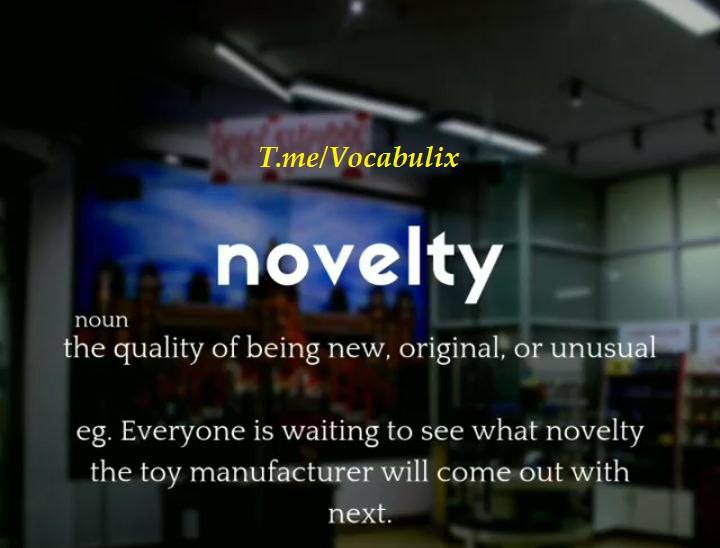 T.me/Vocabulix
novelty
noun
the quality of being new, original, or unusual
eg. Everyone is waiting to see what novelty
the toy manufacturer will come out with
next.